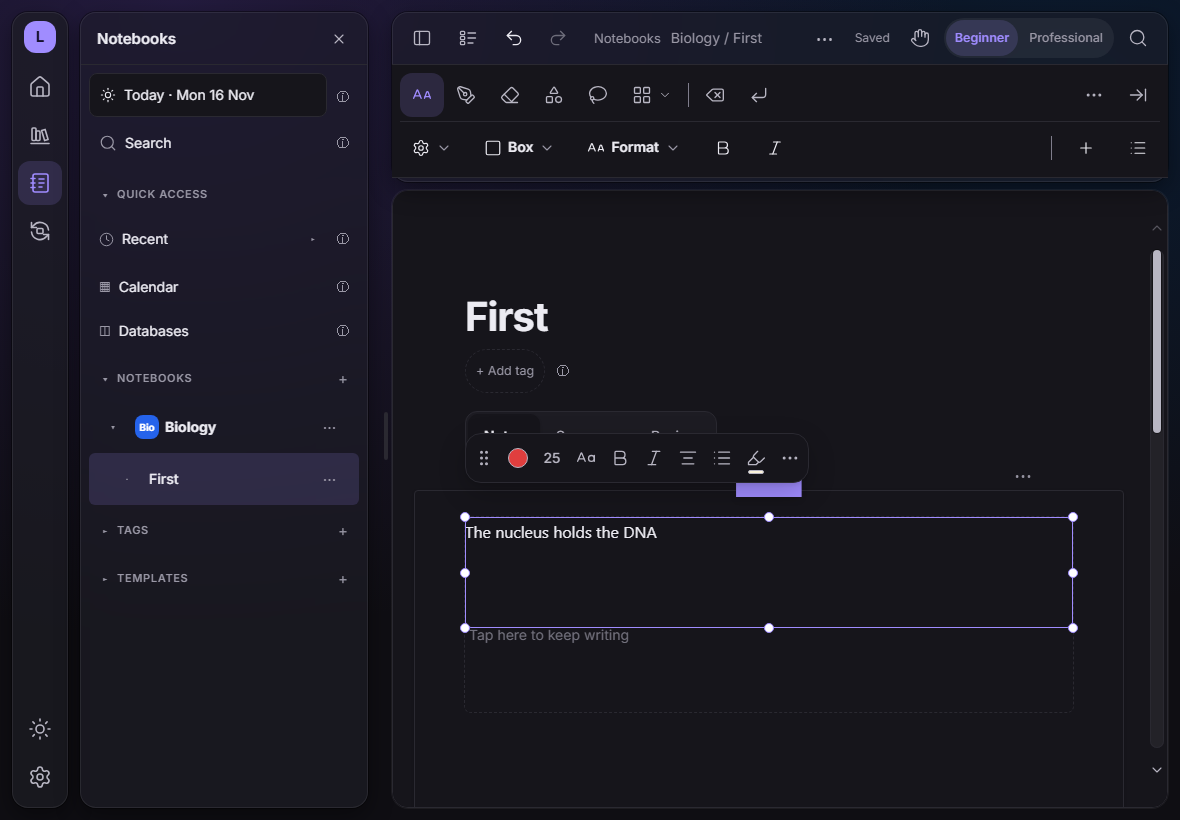 L
Notebooks
Today · Mon 16 Nov
Search
QUICK ACCESS
Recent
Calendar
Databases
NOTEBOOKS
Bio Biology
First
TAGS
TEMPLATES
Notebooks Biology / First
Saved
Beginner Professional
AA
Box
AA Format
B I
First
+ Add tag
25 Aa B I
The nucleus holds the DNA
Tap here to keep writing